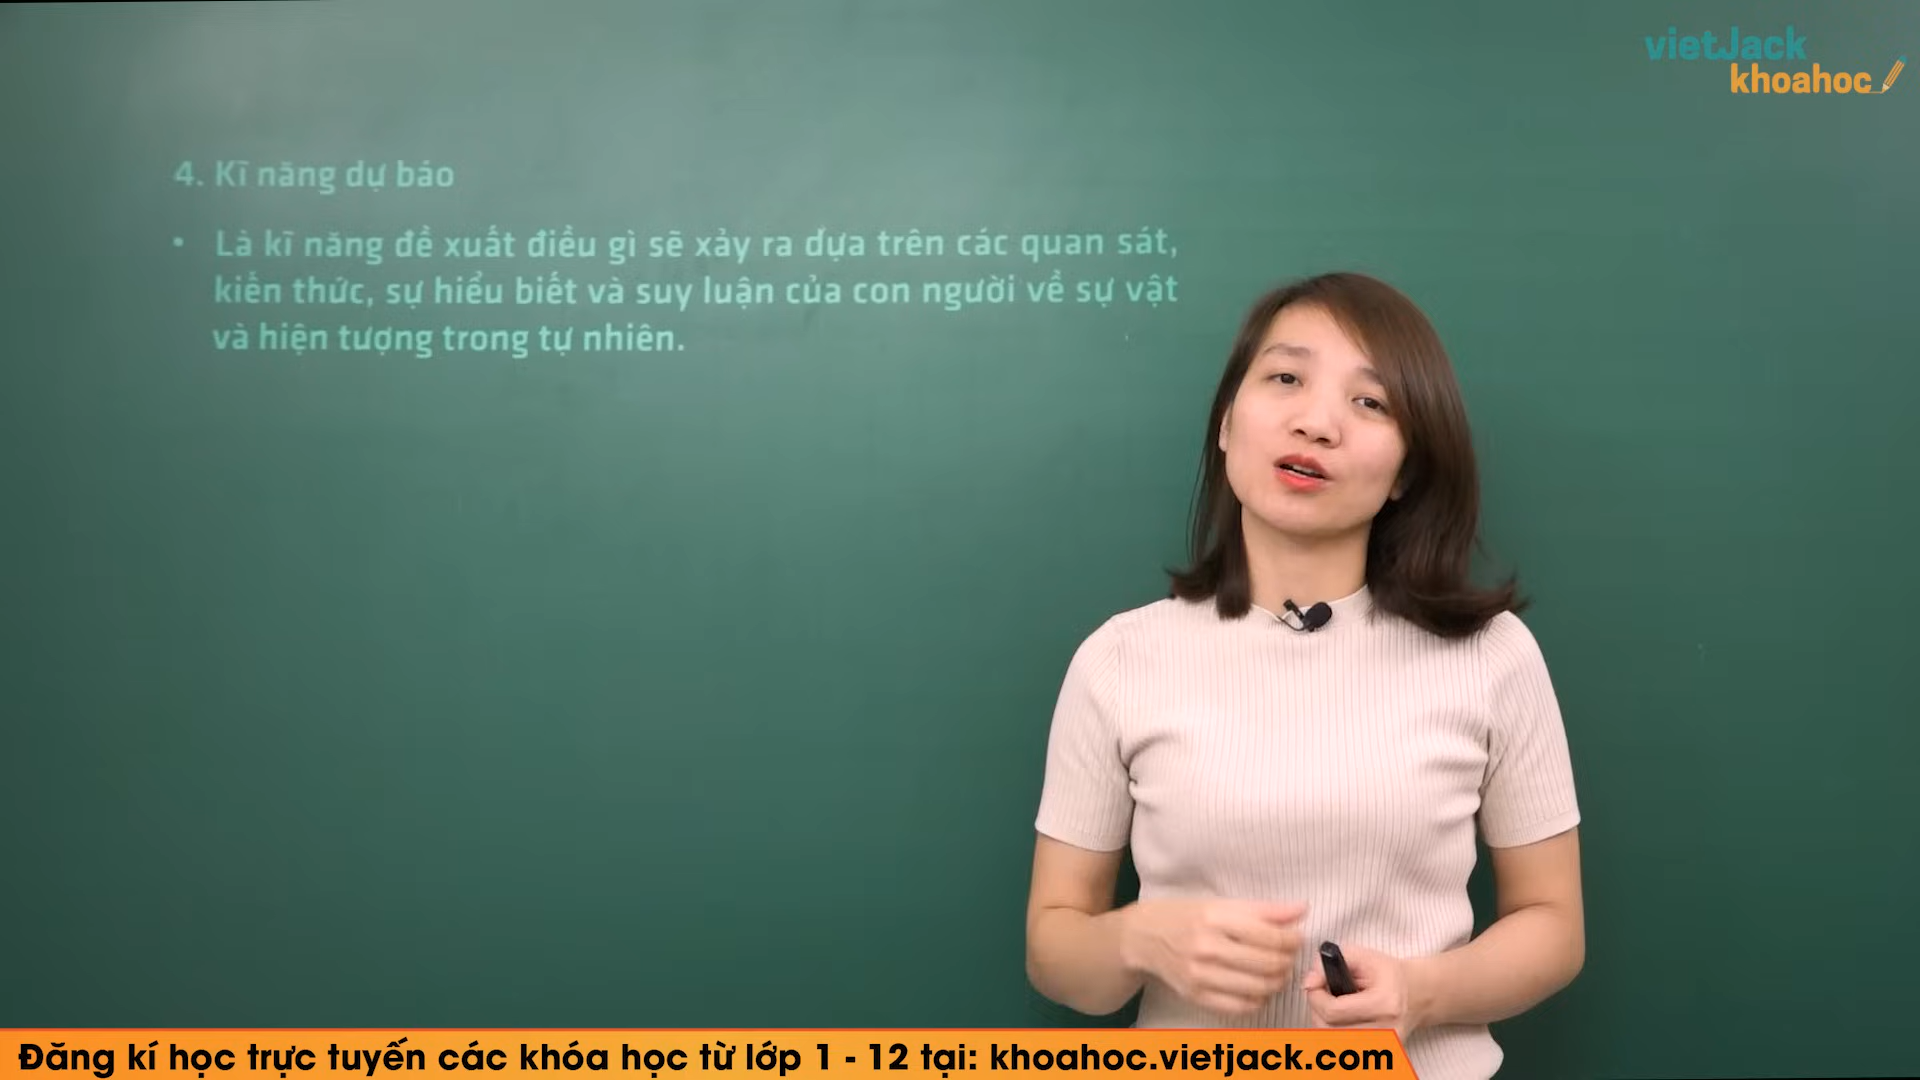 vietJack
khoahoc
4. Kĩ năng dự báo
• Là kĩ năng đề xuất điều gì sẽ xảy ra dựa trên các quan sát,
kiến thức, sự hiểu biết và suy luận của con người về sự vật
và hiện tượng trong tự nhiên.
Đăng kí học trực tuyến các khóa học từ lớp 1 - 12 tại: khoahoc.vietjack.com